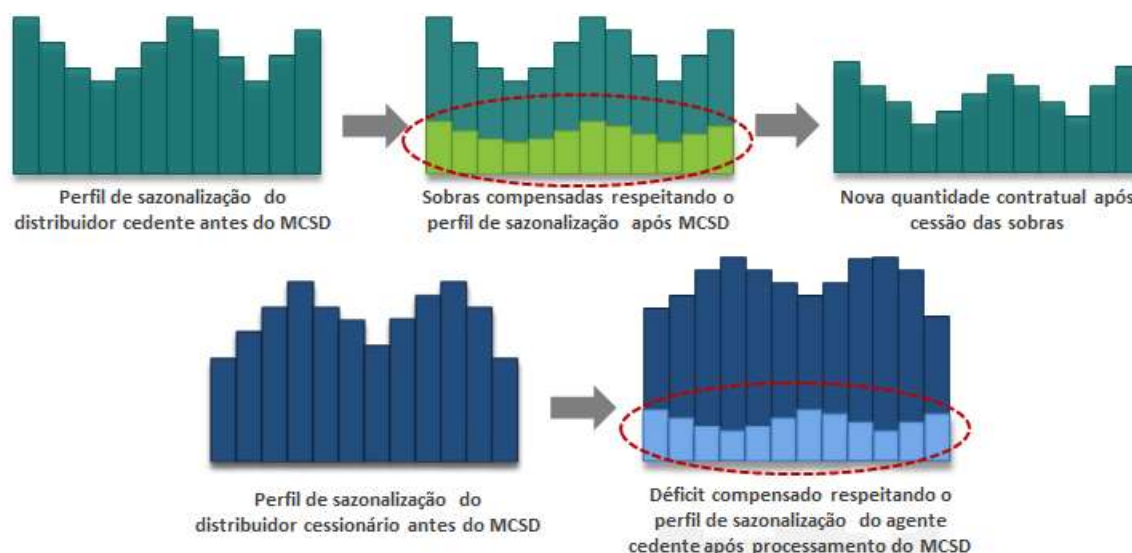 Perfil de sazonalização do
distribuidor cedente antes do MCSD
Sobras compensadas respeitando o
perfil de sazonalização após MCSD
Nova quantidade contratual após
cessão das sobras
Perfil de sazonalização do
distribuidor cessionário antes do MCSD
Déficit compensado respeitando o
perfil de sazonalização do agente
cedente após processamento do MCSD